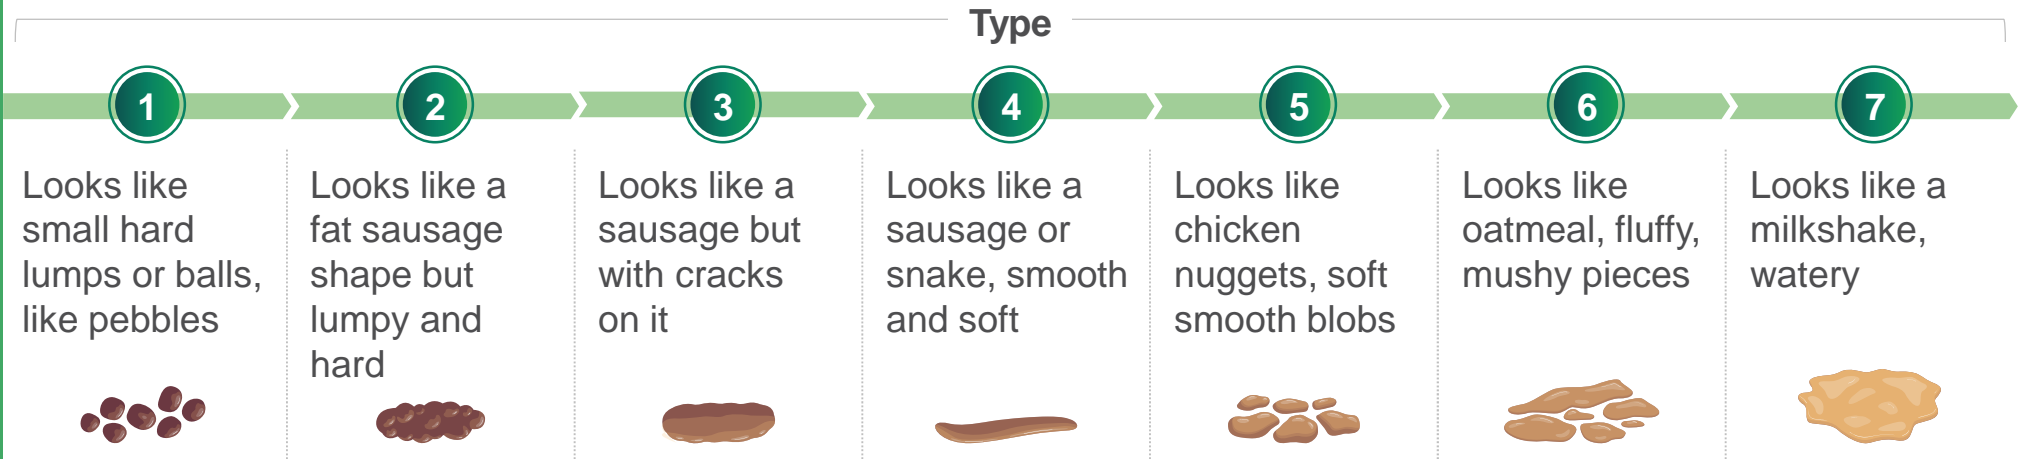 Type
1
2
3
4
5
6
7
Looks like
small hard
lumps or balls,
like pebbles
Looks like a
fat sausage
shape but
lumpy and
hard
Looks like a
sausage but
with cracks
on it
Looks like a
sausage or
snake, smooth
and soft
Looks like
chicken
nuggets, soft
smooth blobs
Looks like
oatmeal, fluffy,
mushy pieces
Looks like a
milkshake,
watery